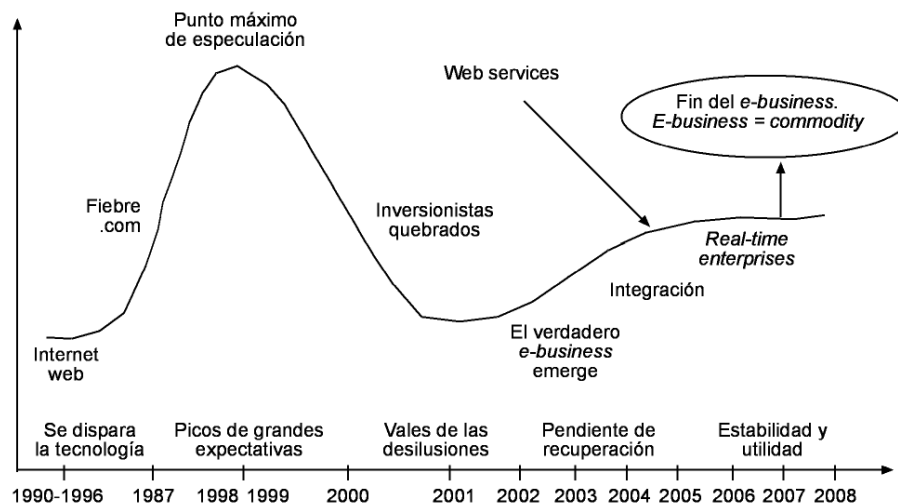 Punto máximo
de especulación
Web services
Fin del e-business.
E-business = commodity
Fiebre
.com
Inversionistas
quebrados
Real-time
enterprises
Integración
El verdadero
e-business
emerge
Internet
web
Se dispara
la tecnología
Picos de grandes
expectativas
Vales de las
desilusiones
Pendiente de
recuperación
Estabilidad y
utilidad
1990-1996 1987 1998 1999 2000 2001 2002 2003 2004 2005 2006 2007 2008